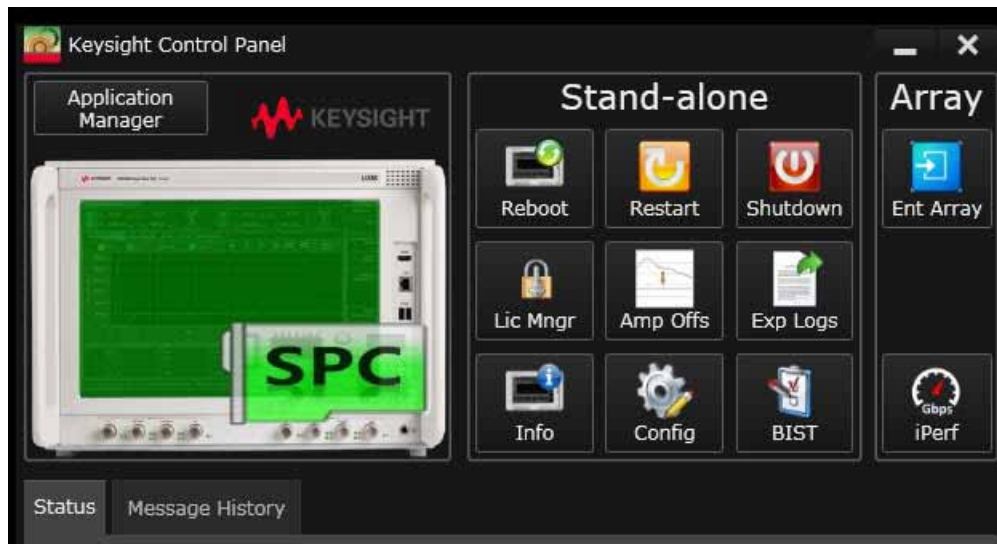 Keysight Control Panel
Application
Manager
KEYSIGHT
SPC
Stand-alone
Reboot
Restart
Shutdown
Lic Mngr
Amp Offs
Exp Logs
Info
Config
BIST
Array
Ent Array
Gbps
iPerf
Status
Message History